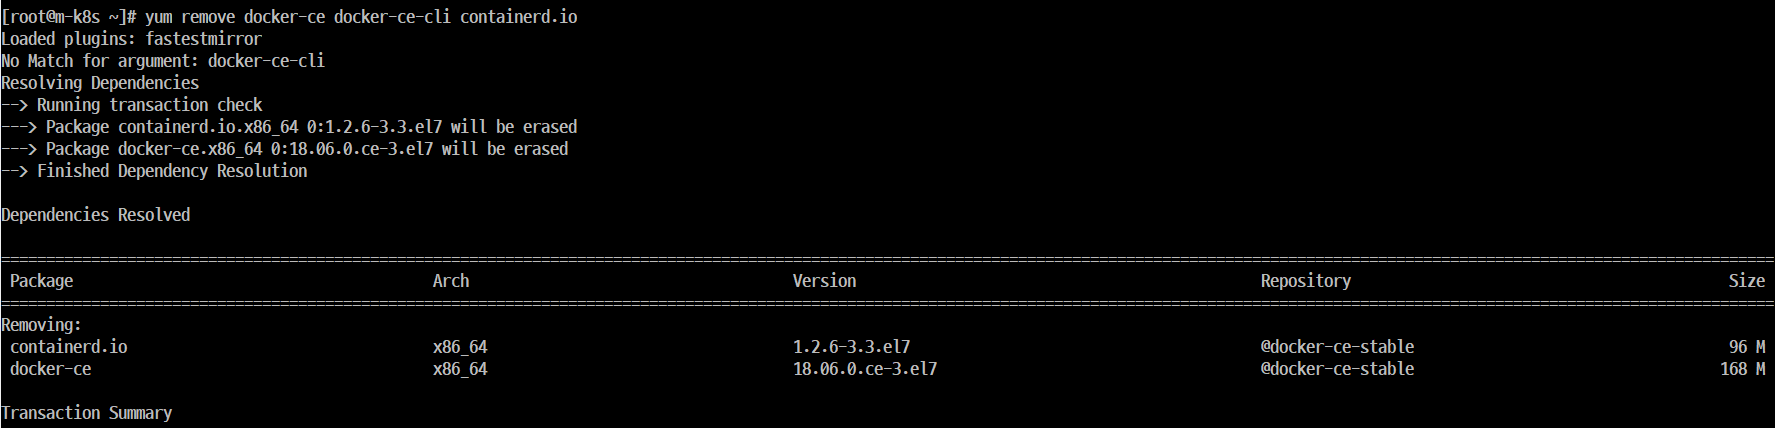 [root@m-k8s ~]# yum remove docker-ce docker-ce-cli containerd.io
Loaded plugins: fastestmirror
No Match for argument: docker-ce-cli
Resolving Dependencies
--> Running transaction check
---> Package containerd.io.x86_64 0:1.2.6-3.3.el7 will be erased
---> Package docker-ce.x86_64 0:18.06.0.ce-3.el7 will be erased
--> Finished Dependency Resolution
Dependencies Resolved
Package Arch Version Repository Size
Removing:
containerd.io x86_64 1.2.6-3.3.el7 @docker-ce-stable 96 M
docker-ce x86_64 18.06.0.ce-3.el7 @docker-ce-stable 168 M
Transaction Summary